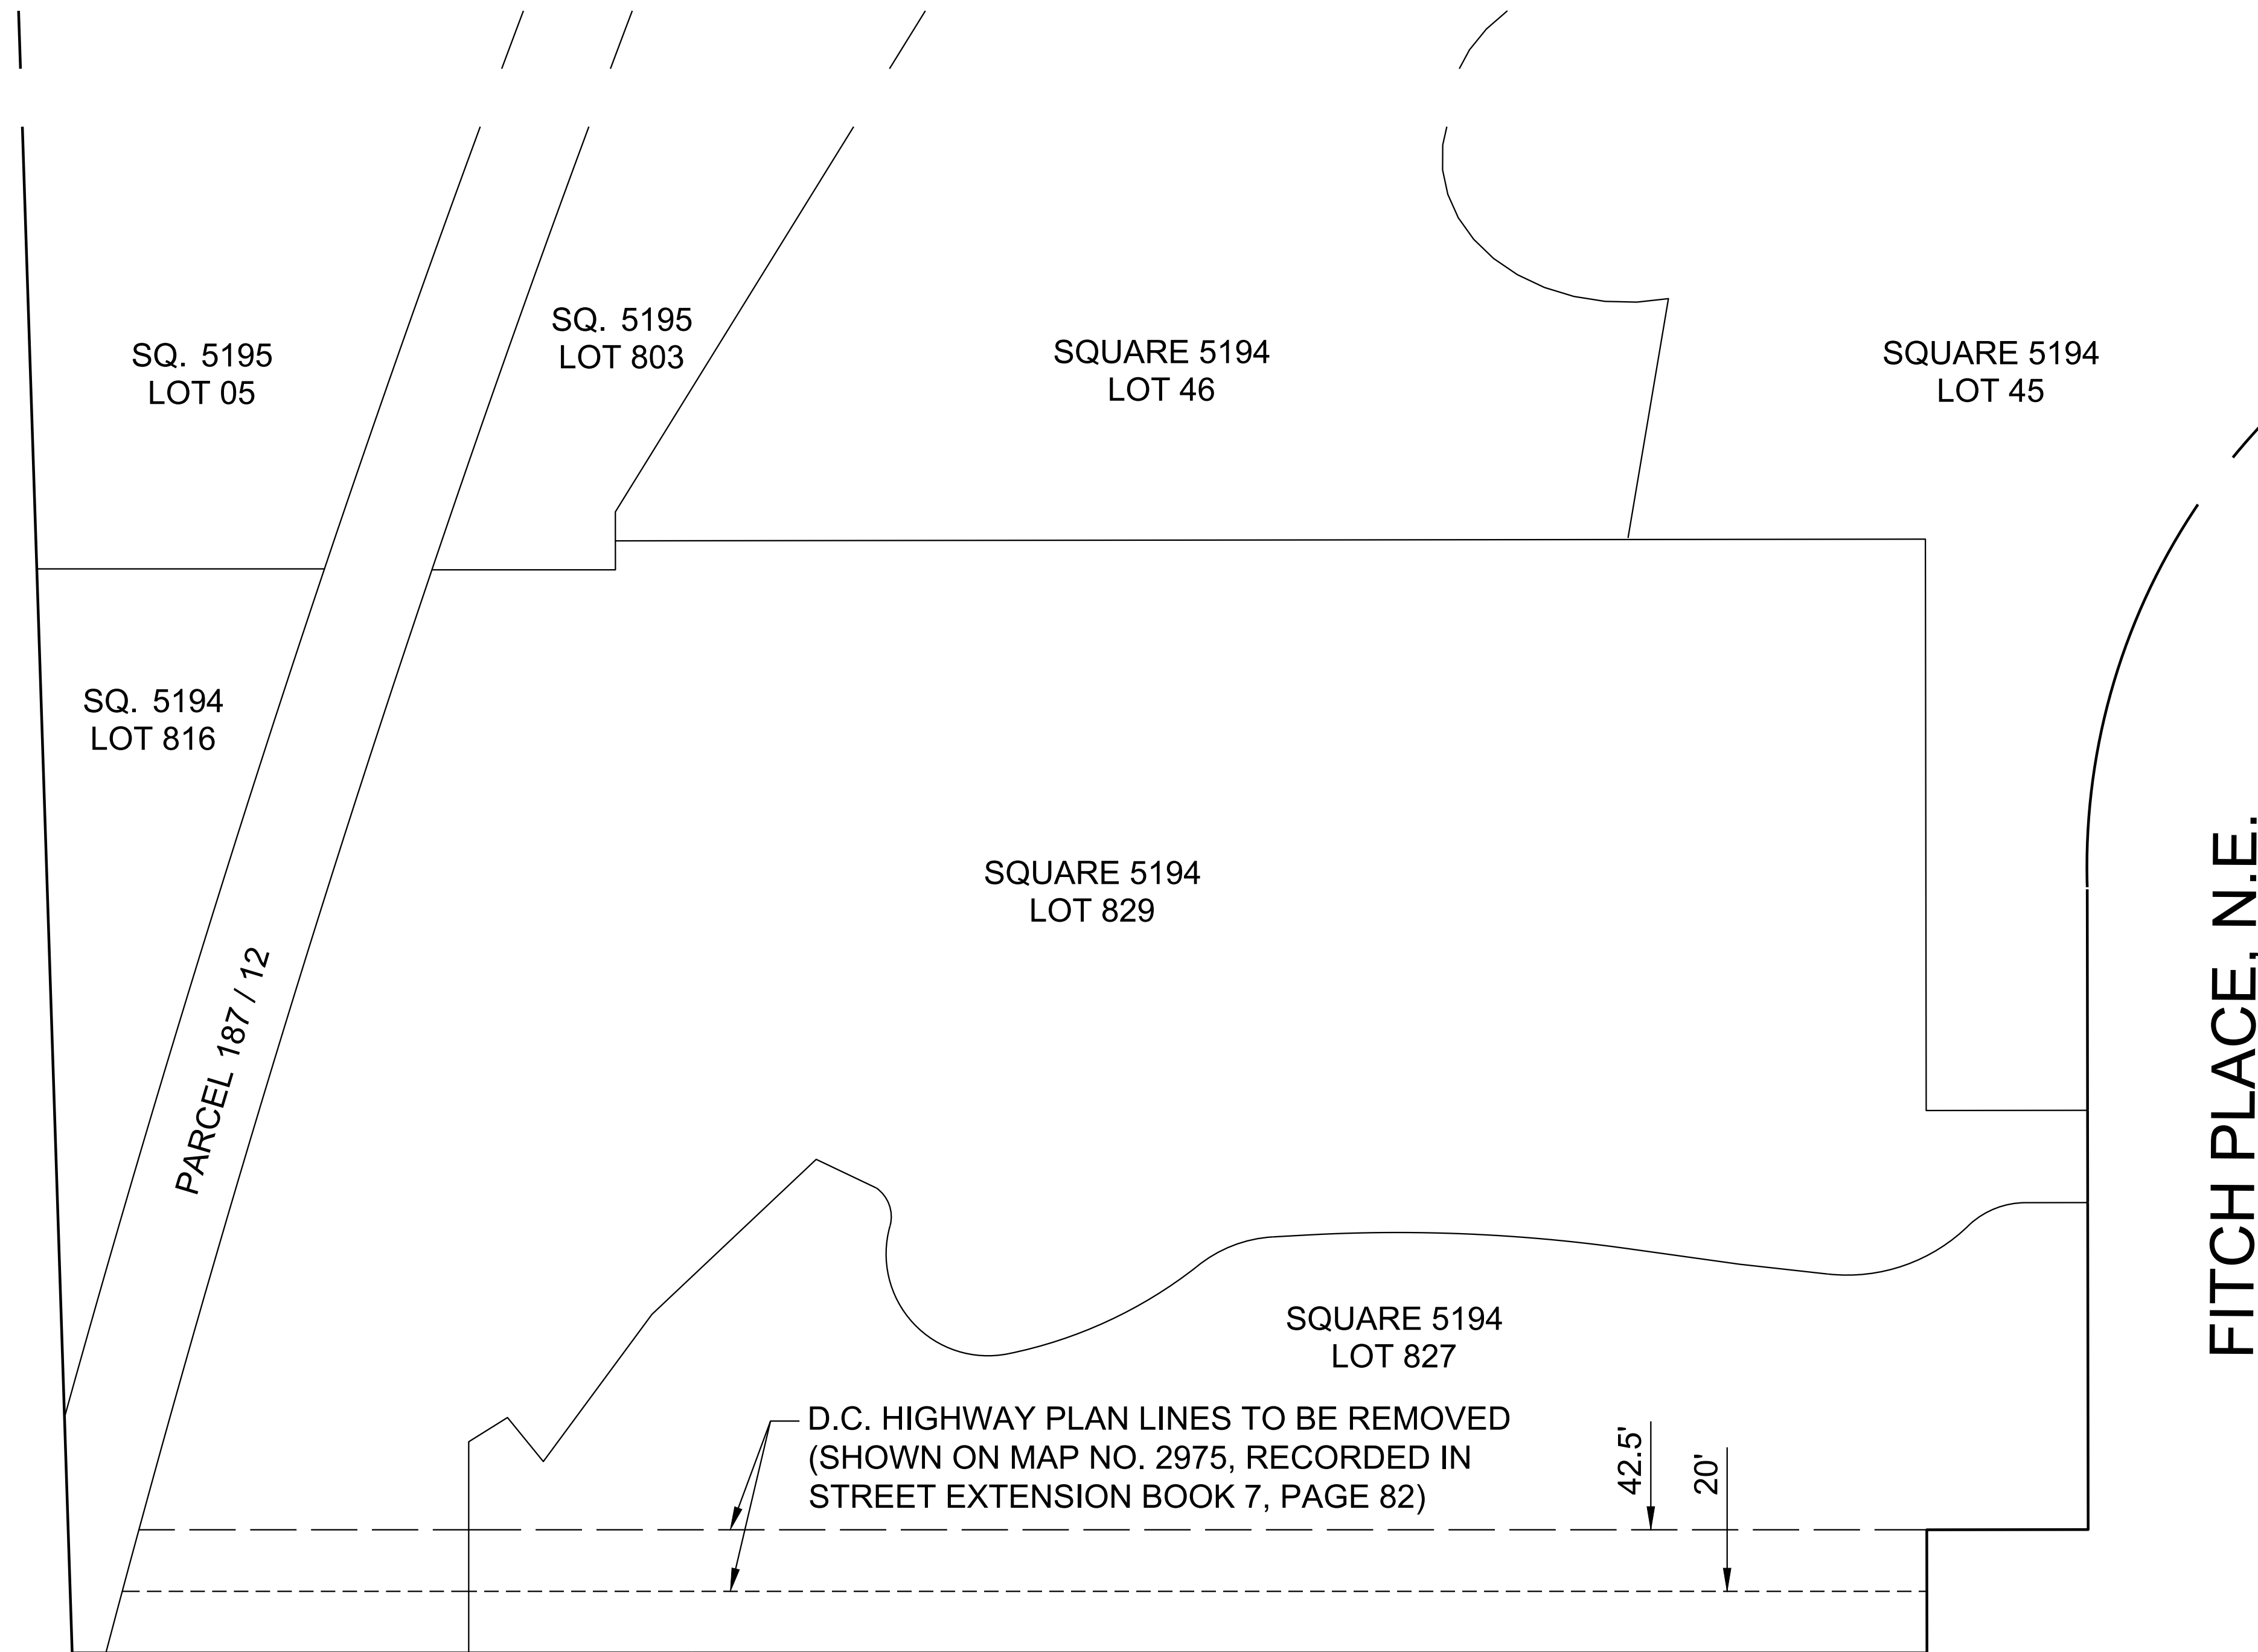 SQ. 5195
LOT 05
SQ. 5195
LOT 803
SQUARE 5194
LOT 46
SQUARE 5194
LOT 45
SQ. 5194
LOT 816
SQUARE 5194
LOT 829
PARCEL 187 / 12
FITCH PLACE, N.E.
SQUARE 5194
LOT 827
D.C. HIGHWAY PLAN LINES TO BE REMOVED
(SHOWN ON MAP NO. 2975, RECORDED IN
STREET EXTENSION BOOK 7, PAGE 82)
42.5'
20'